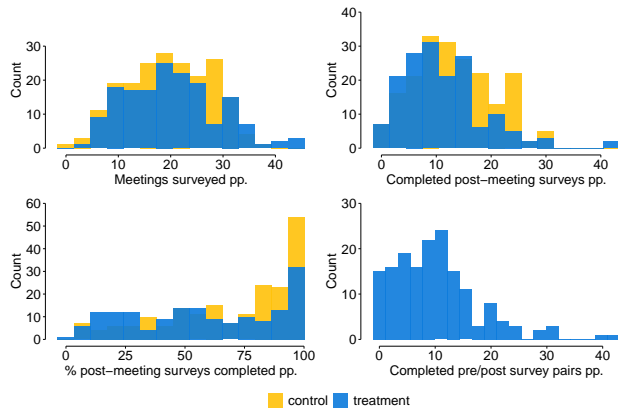 40
30
20
10
0
Count
0 10 20 30 40
Meetings surveyed pp.
30
20
10
0
Count
0 10 20 30 40
Completed post−meeting surveys pp.
60
50
40
30
20
10
0
Count
0 25 50 75 100
% post−meeting surveys completed pp.
30
20
10
0
Count
0 10 20 30 40
Completed pre/post survey pairs pp.
control treatment